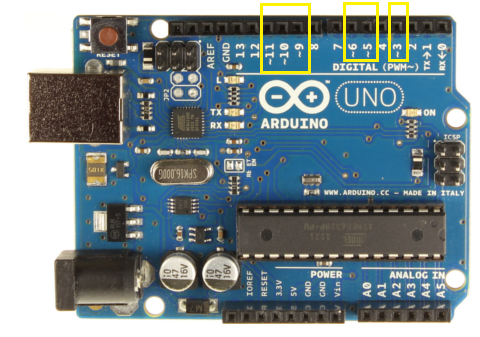 RESET
AREF
GND
13
12
~11
~10
~9
8
7
~6
~5
4
~3
2
TX→1
RX←0
DIGITAL (PWM~)
JP2
TX
RX
ARDUINO
UNO
ON
ICSP
SPK16.000G
WWW.ARDUINO.CC - MADE IN ITALY
47
16V
47
16V
POWER
ANALOG IN
IOREF
RESET
3.3V
5V
GND
GND
Vin
A0
A1
A2
A3
A4
A5